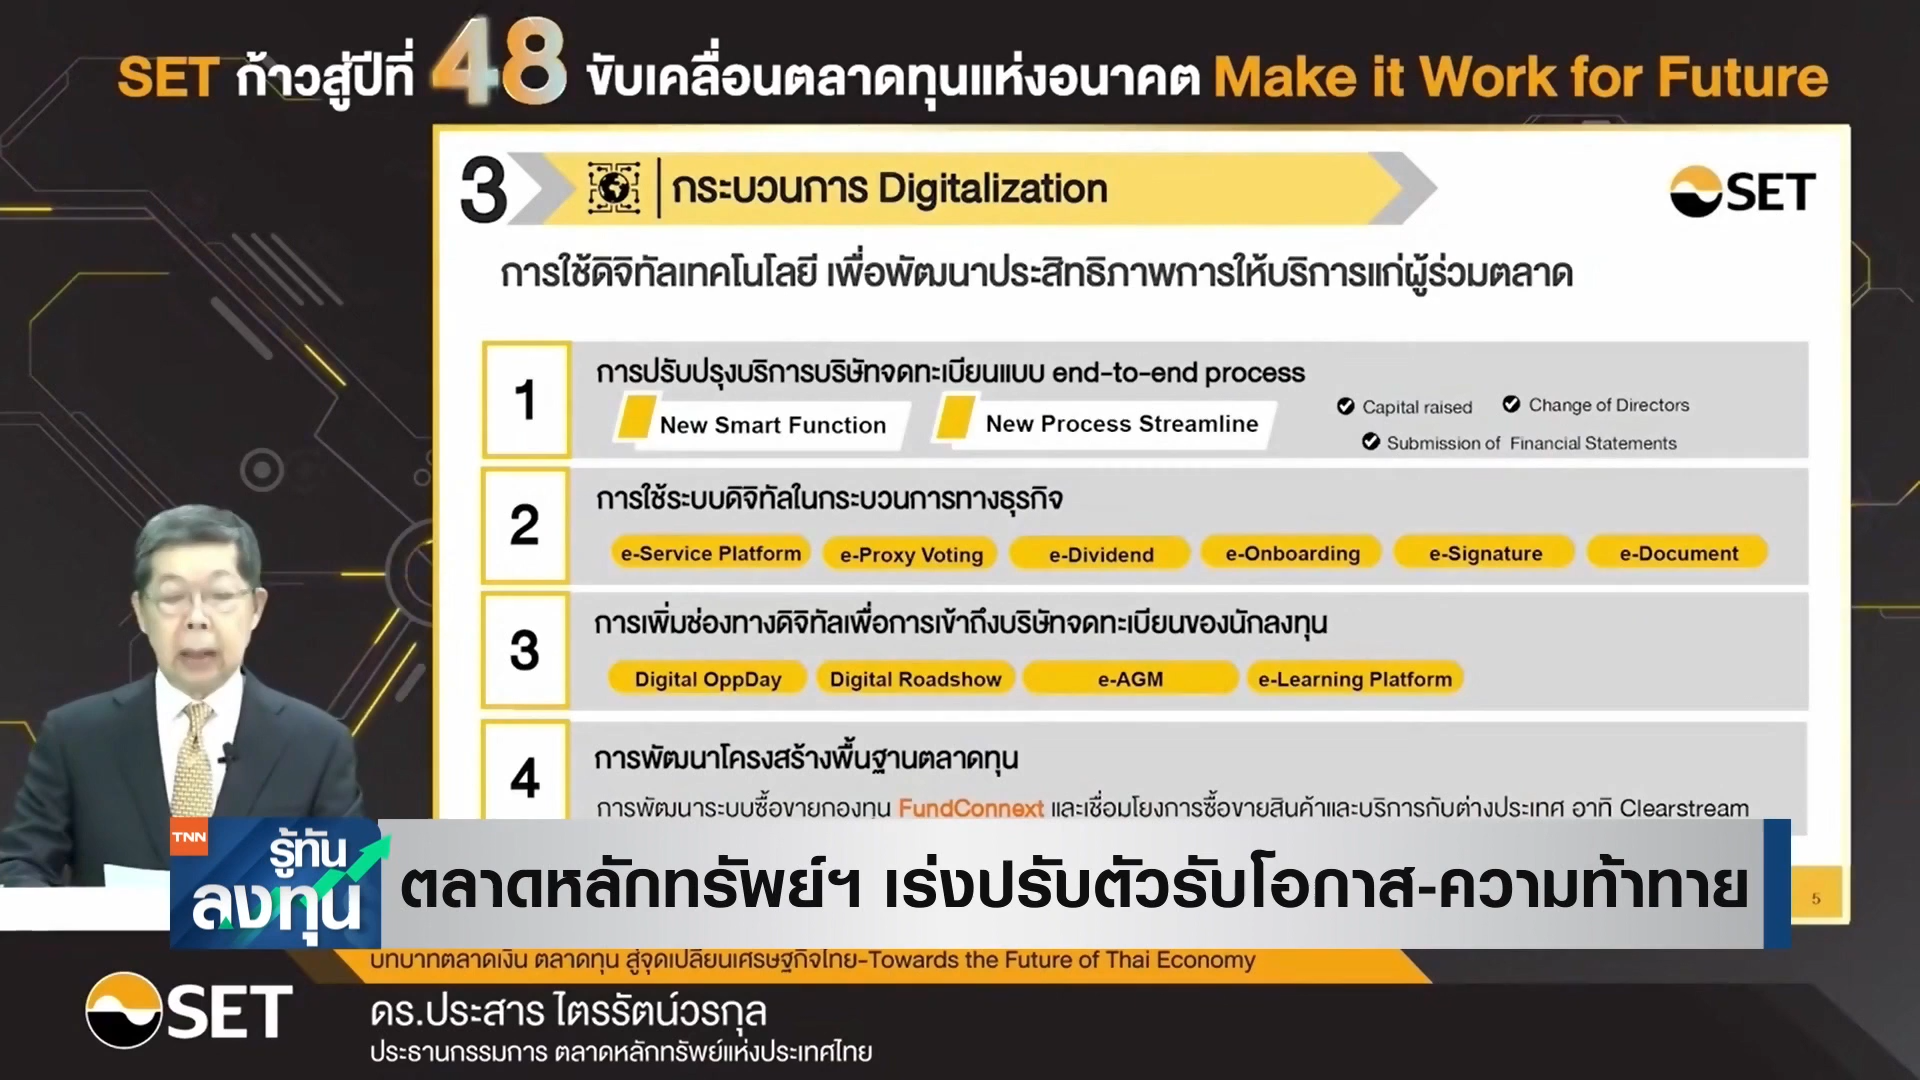 SET ก้าวสู่ปีที่ 48 ขับเคลื่อนตลาดทุนแห่งอนาคต Make it Work for Future
3 กระบวนการ Digitalization
SET
การใช้ดิจิทัลเทคโนโลยี เพื่อพัฒนาประสิทธิภาพการให้บริการแก่ผู้ร่วมตลาด
1
การปรับปรุงบริการบริษัทจดทะเบียนแบบ end-to-end process
New Smart Function New Process Streamline
Capital raised Change of Directors
Submission of Financial Statements
2
การใช้ระบบดิจิทัลในกระบวนการทางธุรกิจ
e-Service Platform e-Proxy Voting e-Dividend e-Onboarding e-Signature e-Document
3
การเพิ่มช่องทางดิจิทัลเพื่อการเข้าถึงบริษัทจดทะเบียนของนักลงทุน
Digital OppDay Digital Roadshow e-AGM e-Learning Platform
4
การพัฒนาโครงสร้างพื้นฐานตลาดทุน
การพัฒนาระบบซื้อขายกองทุน FundConnext และเชื่อมโยงการซื้อขายสินค้าและบริการกับต่างประเทศ อาทิ Clearstream
TNN
รู้ทัน
ลงทุน
ตลาดหลักทรัพย์ฯ เร่งปรับตัวรับโอกาส-ความท้าทาย
5
บทบาทตลาดเงิน ตลาดทุน สู่จุดเปลี่ยนเศรษฐกิจไทย-Towards the Future of Thai Economy
SET
ดร.ประสาร ไตรรัตน์วรกุล
ประธานกรรมการ ตลาดหลักทรัพย์แห่งประเทศไทย